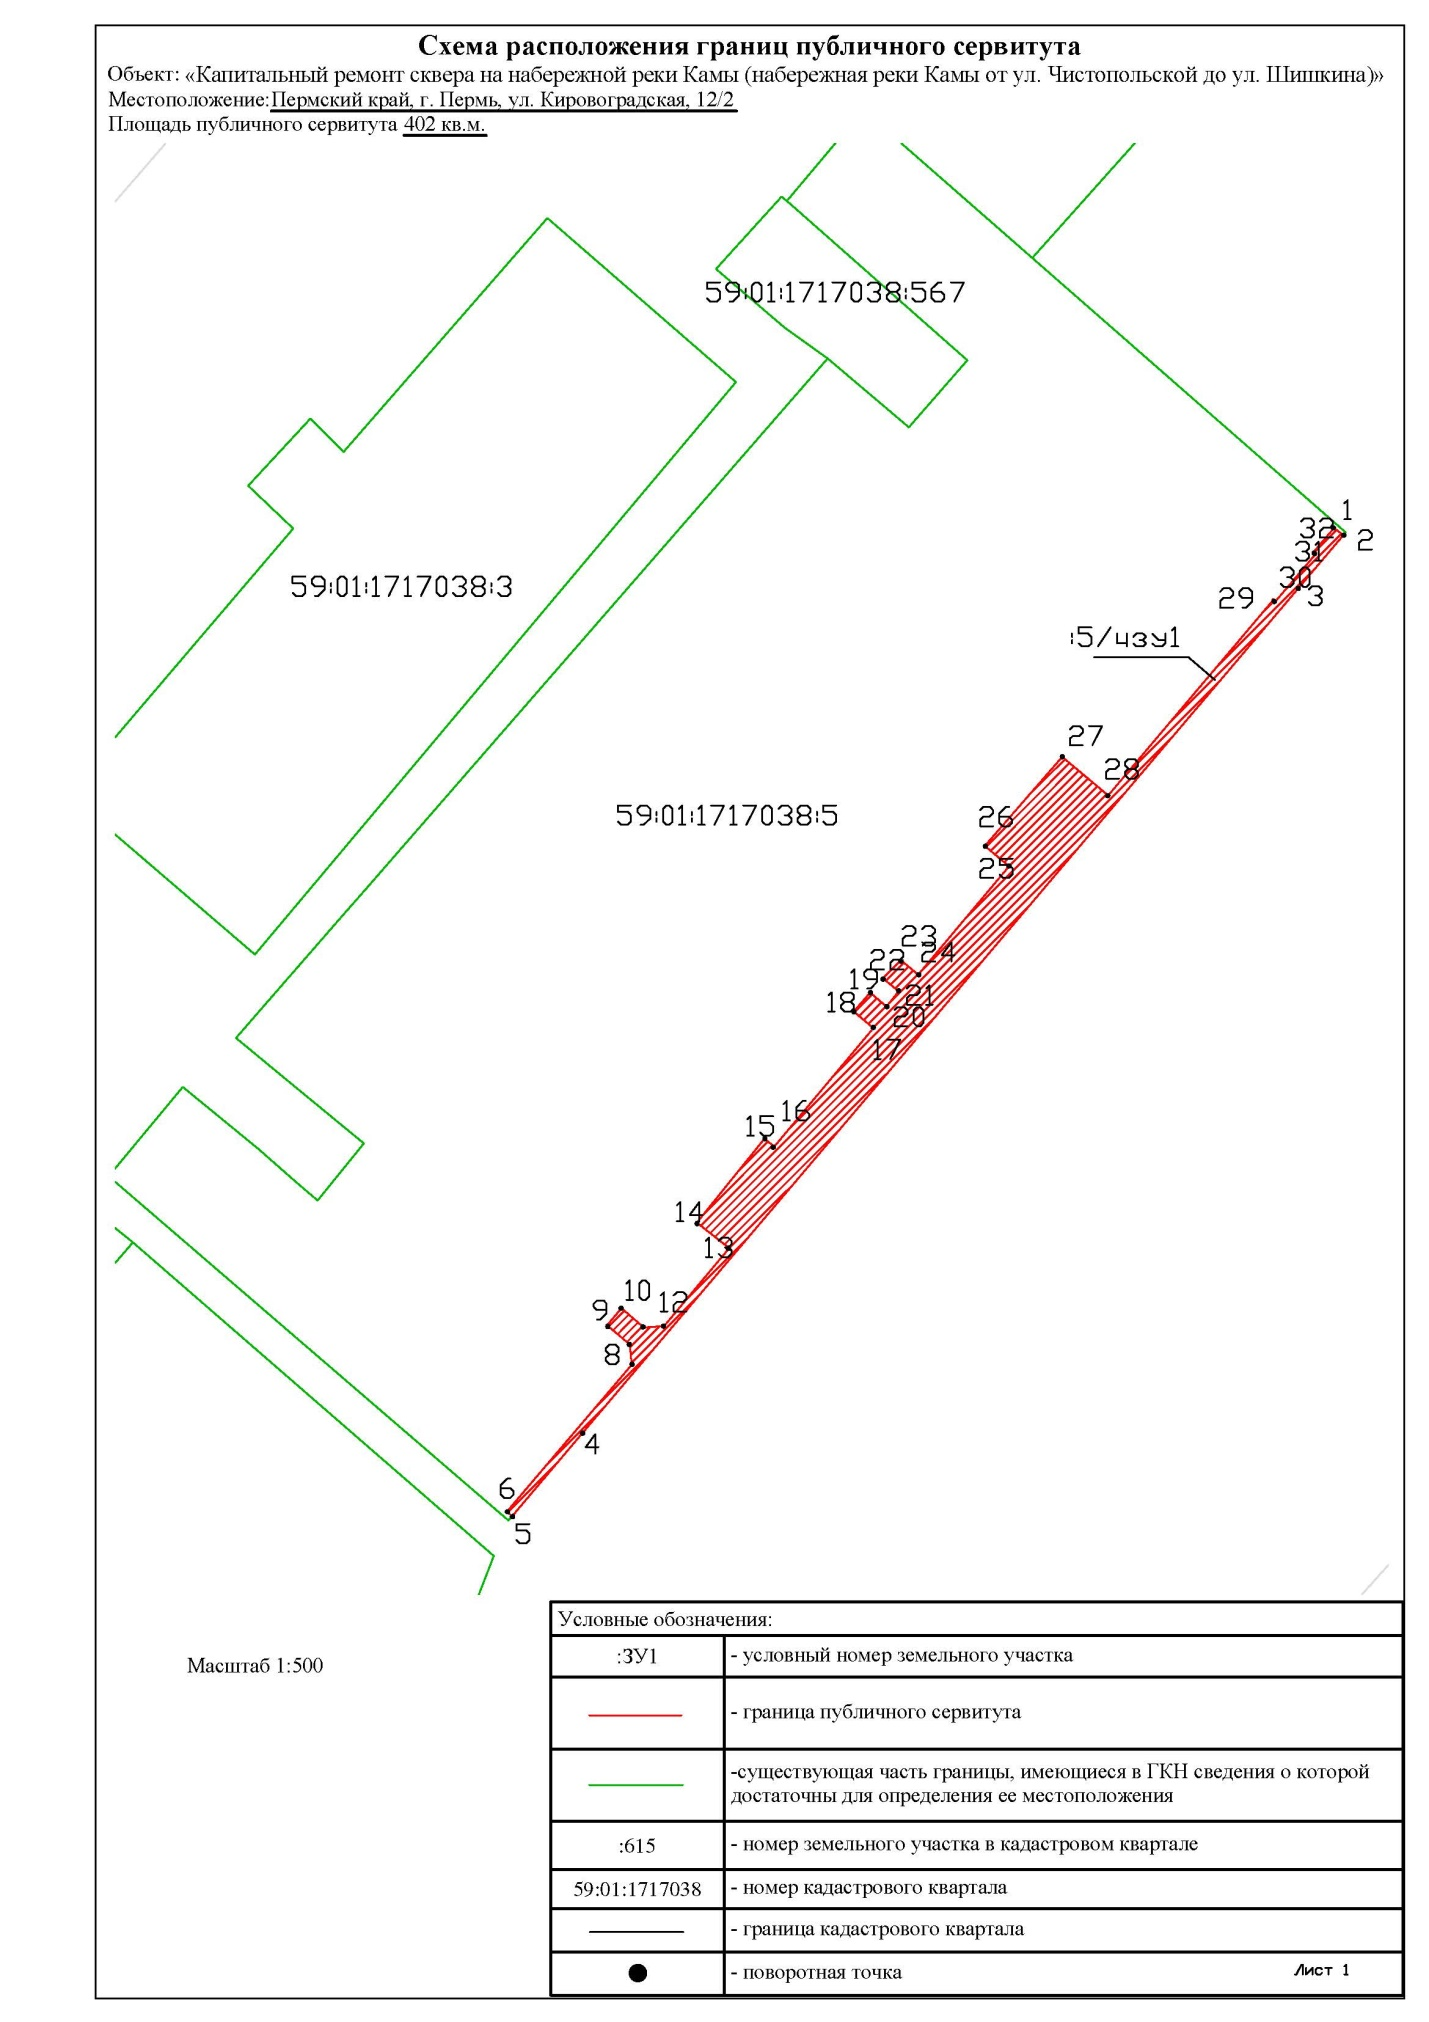 Схема расположения границ публичного сервитута
Объект: «Капитальный ремонт сквера на набережной реки Камы (набережная реки Камы от ул. Чистопольской до ул. Шишкина)»
Местоположение: Пермский край, г. Пермь, ул. Кировоградская, 12/2
Площадь публичного сервитута 402 кв.м.
59:01:1717038:567
1
32
2
31
59:01:1717038:3
30
29
3
:5/чзу1
27
28
59:01:1717038:5
26
25
23
24
22
19
21
18
20
17
16
15
14
13
10
12
9
8
4
6
5
Масштаб 1:500
Условные обозначения:
:ЗУ1 - условный номер земельного участка
- граница публичного сервитута
-существующая часть границы, имеющиеся в ГКН сведения о которой
достаточны для определения ее местоположения
:615 - номер земельного участка в кадастровом квартале
59:01:1717038 - номер кадастрового квартала
- граница кадастрового квартала
- поворотная точка
Лист 1